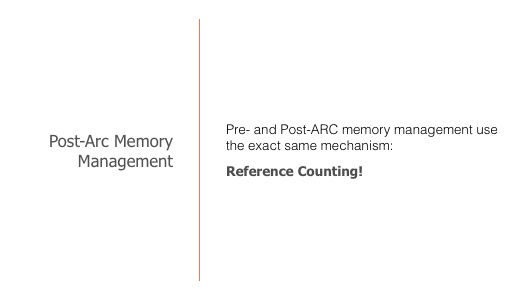 Post-Arc Memory
Management
Pre- and Post-ARC memory management use
the exact same mechanism:
Reference Counting!